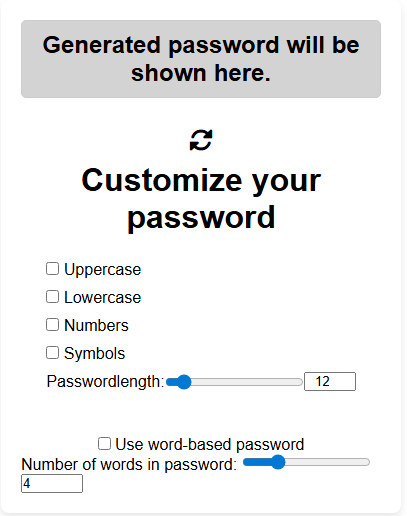 Generated password will be
shown here.
Customize your
password
Uppercase
Lowercase
Numbers
Symbols
Passwordlength: 12
Use word-based password
Number of words in password:
4